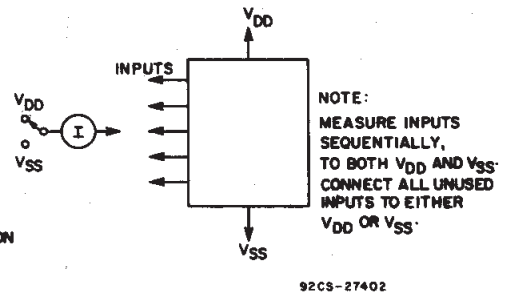 VDD
INPUTS
VDD
I
VSS
NOTE:
MEASURE INPUTS
SEQUENTIALLY,
TO BOTH VDD AND VSS.
CONNECT ALL UNUSED
INPUTS TO EITHER
VDD OR VSS.
VSS
ON
92CS-27402